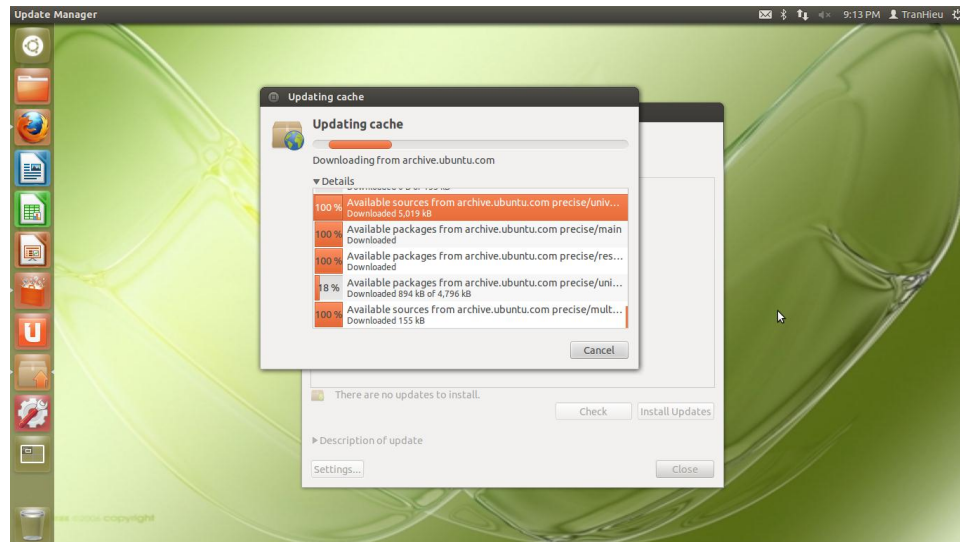 Update Manager
9:13 PM TranHieu
Updating cache
Updating cache
Downloading from archive.ubuntu.com
Details
100 % Available sources from archive.ubuntu.com precise/univ...
Downloaded 5,019 kB
100 % Available packages from archive.ubuntu.com precise/main
Downloaded
100 % Available packages from archive.ubuntu.com precise/res...
Downloaded
18 % Available packages from archive.ubuntu.com precise/uni...
Downloaded 894 kB of 4,796 kB
100 % Available sources from archive.ubuntu.com precise/mult...
Downloaded 155 kB
Cancel
There are no updates to install.
Check Install Updates
Description of update
Settings... Close
copyright